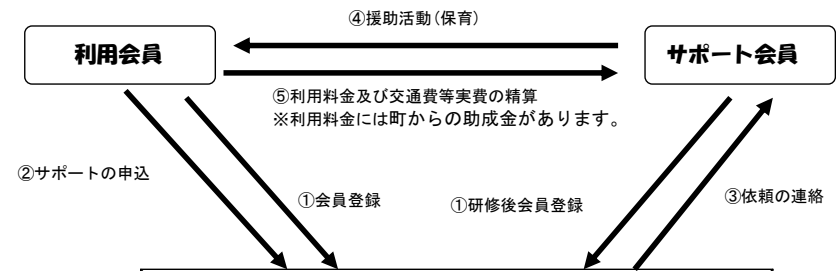 ④援助活動(保育)
利用会員
サポート会員
⑤利用料金及び交通費等実費の精算
※利用料金には町からの助成金があります。
②サポートの申込
①会員登録
①研修後会員登録
③依頼の連絡